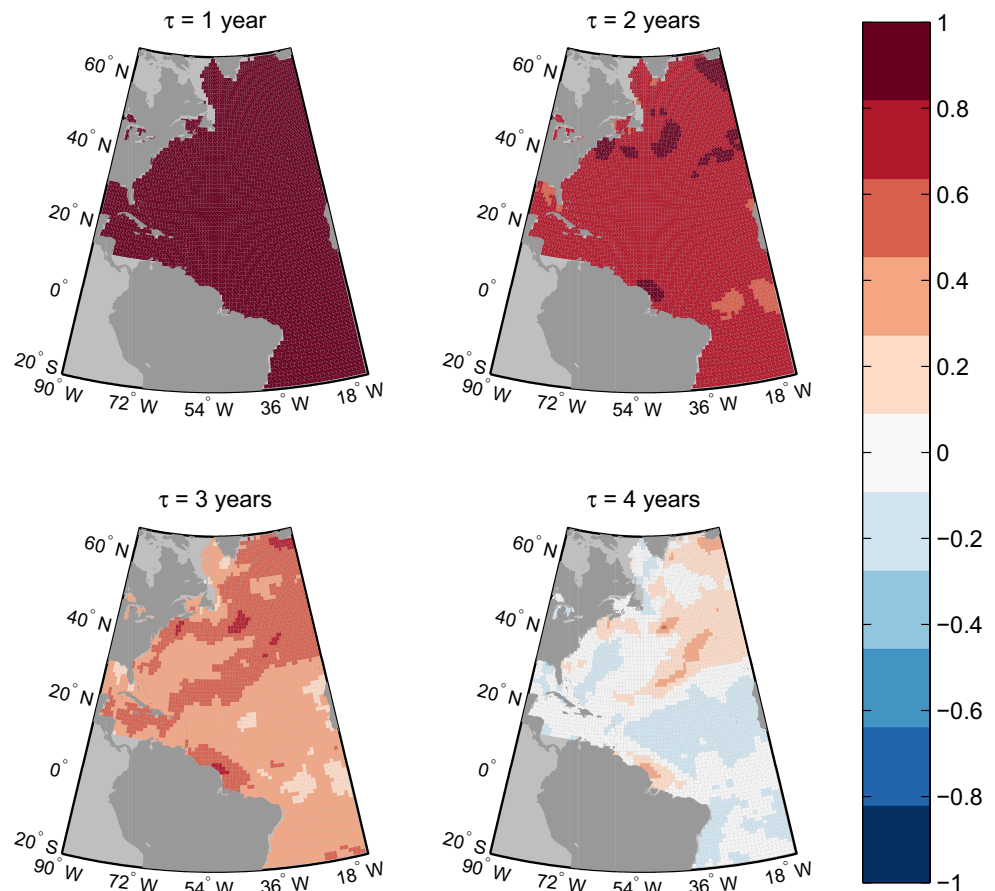 τ = 1 year
60° N
40° N
20° N
0°
20° S
90° W
72° W
54° W
36° W
18° W
τ = 2 years
60° N
40° N
20° N
0°
20° S
90° W
72° W
54° W
36° W
18° W
τ = 3 years
60° N
40° N
20° N
0°
20° S
90° W
72° W
54° W
36° W
18° W
τ = 4 years
60° N
40° N
20° N
0°
20° S
90° W
72° W
54° W
36° W
18° W
1
0.8
0.6
0.4
0.2
0
−0.2
−0.4
−0.6
−0.8
−1